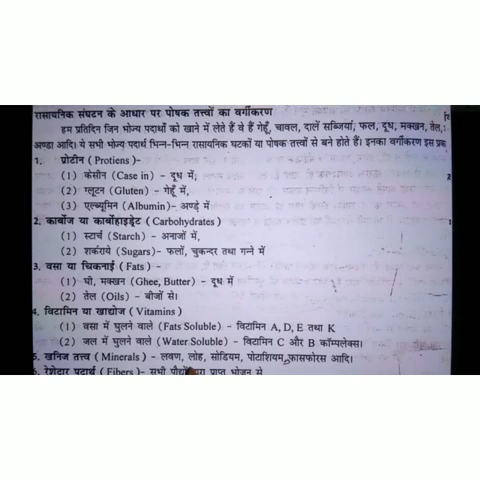 रासायनिक संघटन के आधार पर पोषक तत्त्वों का वर्गीकरण
हम प्रतिदिन जिन भोज्य पदार्थों को खाने में लेते हैं वे हैं गेहूँ, चावल, दालें सब्जियां, फल, दूध, मक्खन, तेल,
अण्डा आदि। ये सभी भोज्य पदार्थ भिन्न-भिन्न रासायनिक घटकों या पोषक तत्त्वों से बने होते हैं। इनका वर्गीकरण इस प्रक
1. प्रोटीन ( Protiens )-
(1) केसीन (Case in) - दूध में;
(2) ग्लूटन (Gluten) - गेहूँ में,
(3) एल्ब्यूमिन (Albumin)- अण्डे में
2. कार्बोज या कार्बोहाइड्रेट ( Carbohydrates )
(1) स्टार्च (Starch) - अनाजों में,
(2) शर्कराये (Sugars)- फलों, चुकन्दर तथा गन्ने में
3. वसा या चिकनाई ( Fats ) -
(1) घी, मक्खन (Ghee, Butter) - दूध में
(2) तेल (Oils) - बीजों से।
4. विटामिन या खाद्योज ( Vitamins )
(1) वसा में घुलने वाले (Fats Soluble) - विटामिन A, D, E तथा K
(2) जल में घुलने वाले (Water Soluble) - विटामिन C और B कॉम्पलेक्स।
5. खनिज तत्त्व ( Minerals ) - लवण, लोह, सोडियम, पोटाशियम, फ़ासफोरस आदि।
6. रेशेदार पदार्थ ( Fibers )- सभी पौधों प्राप्त भोजन से